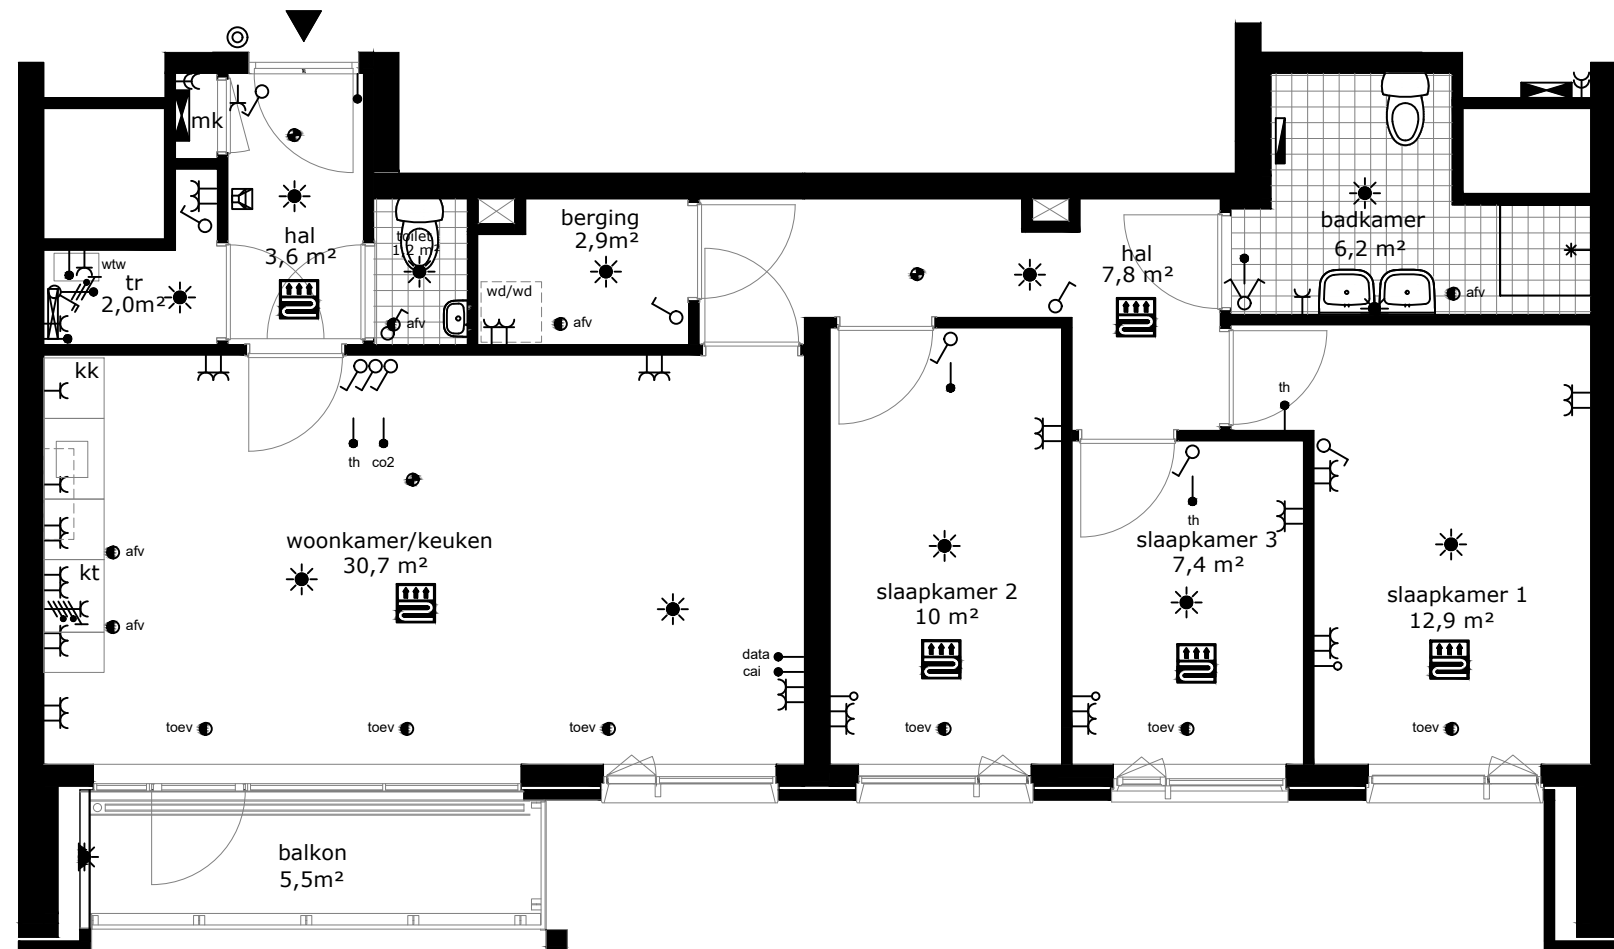 mk
hal
3,6 m²
toilet
1,2 m²
berging
2,9m²
hal
7,8 m²
badkamer
6,2 m²
wtw
tr
2,0m²
wd/wd
afv
afv
afv
kk
th
th
co2
woonkamer/keuken
30,7 m²
afv
kt
afv
slaapkamer 2
10 m²
th
slaapkamer 3
7,4 m²
slaapkamer 1
12,9 m²
data
cai
toev
toev
toev
toev
toev
toev
balkon
5,5m²